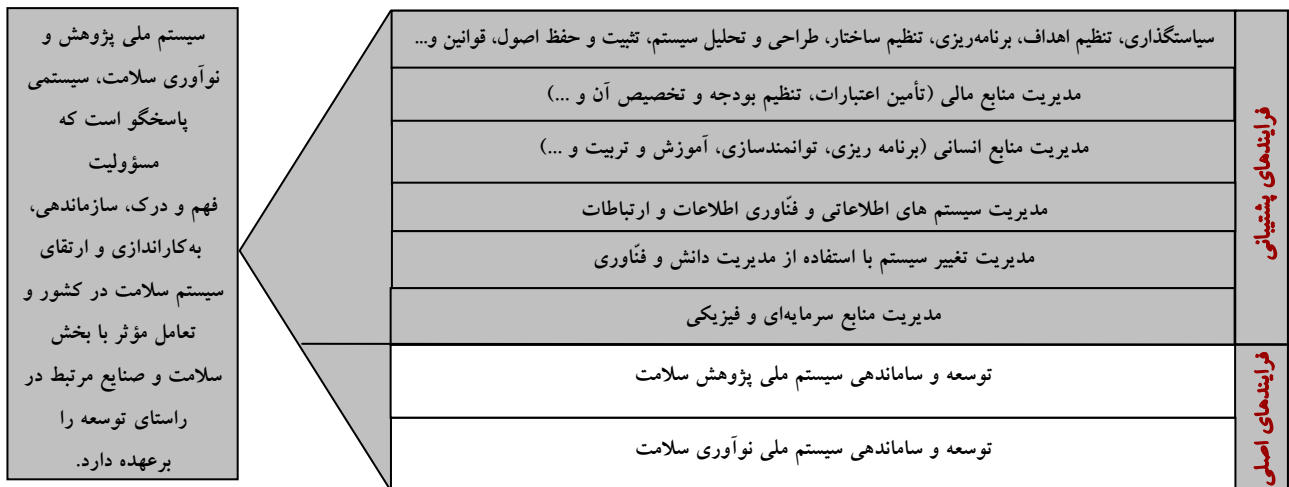 فرایندهای پشتیبانی
سیاستگذاری، تنظیم اهداف، برنامه‌ریزی، تنظیم ساختار، طراحی و تحلیل سیستم، تثبیت و حفظ اصول، قوانین و...
مدیریت منابع مالی (تأمین اعتبارات، تنظیم بودجه و تخصیص آن و ...)
مدیریت منابع انسانی (برنامه ریزی، توانمندسازی، آموزش و تربیت و ...)
مدیریت سیستم های اطلاعاتی و فنّاوری اطلاعات و ارتباطات
مدیریت تغییر سیستم با استفاده از مدیریت دانش و فنّاوری
مدیریت منابع سرمایه‌ای و فیزیکی
فرایندهای اصلی
توسعه و ساماندهی سیستم ملی پژوهش سلامت
توسعه و ساماندهی سیستم ملی نوآوری سلامت
سیستم ملی پژوهش و
نوآوری سلامت، سیستمی
پاسخگو است که
مسؤولیت
فهم و درک، سازماندهی،
به‌کاراندازی و ارتقای
سیستم سلامت در کشور و
تعامل مؤثر با بخش
سلامت و صنایع مرتبط در
راستای توسعه را
برعهده دارد.